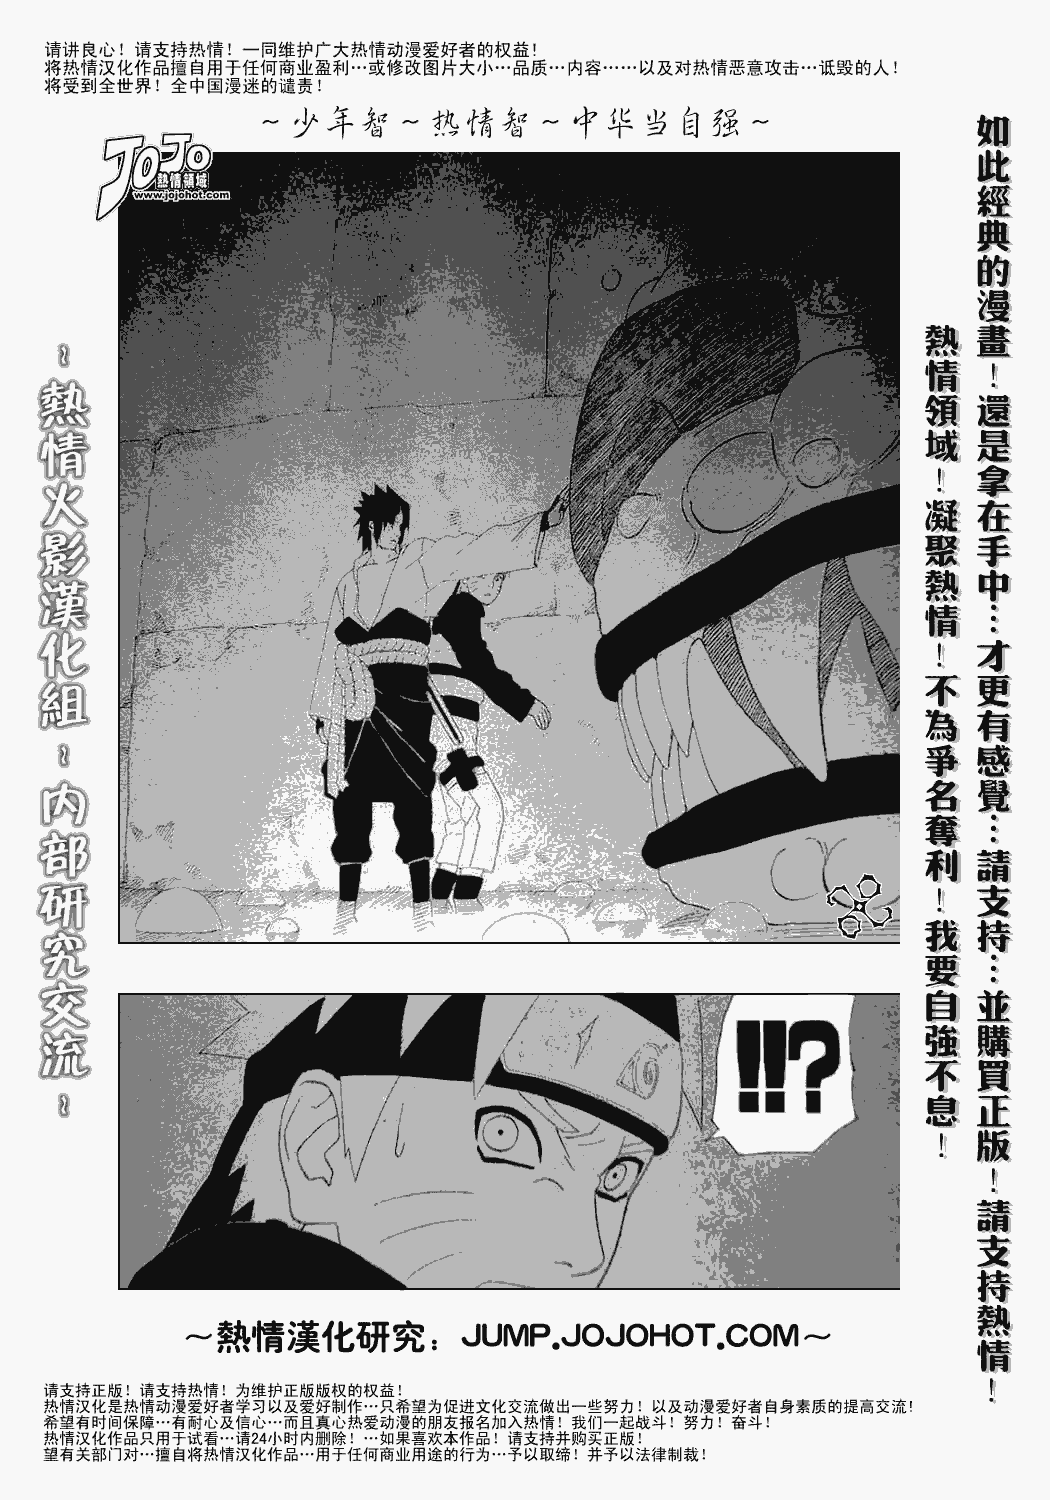 请讲良心！请支持热情！一同维护广大热情动漫爱好者的权益！
将热情汉化作品擅自用于任何商业盈利…或修改图片大小…品质…内容……以及对热情恶意攻击…诋毁的人！
将受到全世界！全中国漫迷的谴责！
～少年智～热情智～中华当自强～
JOJO
熱情領域
www.jojohot.com
如此經典的漫畫！還是拿在手中…才更有感覺…請支持…並購買正版！請支持熱情！
熱情領域！凝聚熱情！不為爭名奪利！我要自強不息！
～熱情火影漢化組～内部研究交流～
!!?
～熱情漢化研究：JUMP.JOJOHOT.COM～
请支持正版！请支持热情！为维护正版版权的权益！
热情汉化是热情动漫爱好者学习以及爱好制作…只希望为促进文化交流做出一些努力！以及动漫爱好者自身素质的提高交流！
希望有时间保障…有耐心及信心…而且真心热爱动漫的朋友报名加入热情！我们一起战斗！努力！奋斗！
热情汉化作品只用于试看…请24小时内删除！…如果喜欢本作品！请支持并购买正版！
望有关部门对…擅自将热情汉化作品…用于任何商业用途的行为…予以取缔！并予以法律制裁！